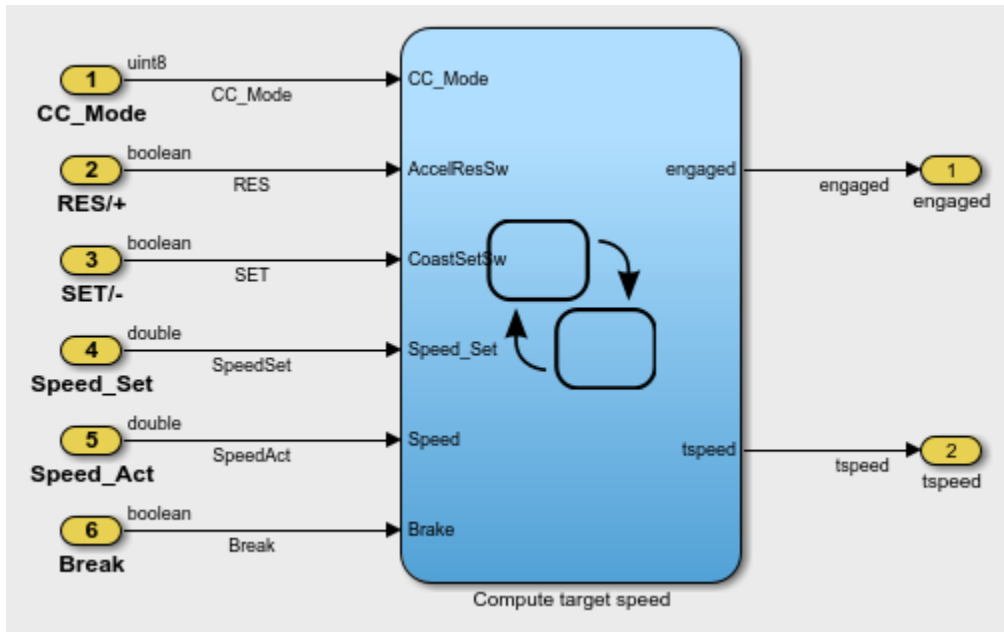 uint8
1
CC_Mode
CC_Mode
CC_Mode
boolean
2
RES
RES/+
AccelResSw
engaged
engaged
1
engaged
boolean
3
SET
SET/-
CoastSetSw
double
4
SpeedSet
Speed_Set
Speed_Set
double
5
SpeedAct
Speed_Act
Speed
tspeed
tspeed
2
tspeed
boolean
6
Break
Break
Brake
Compute target speed